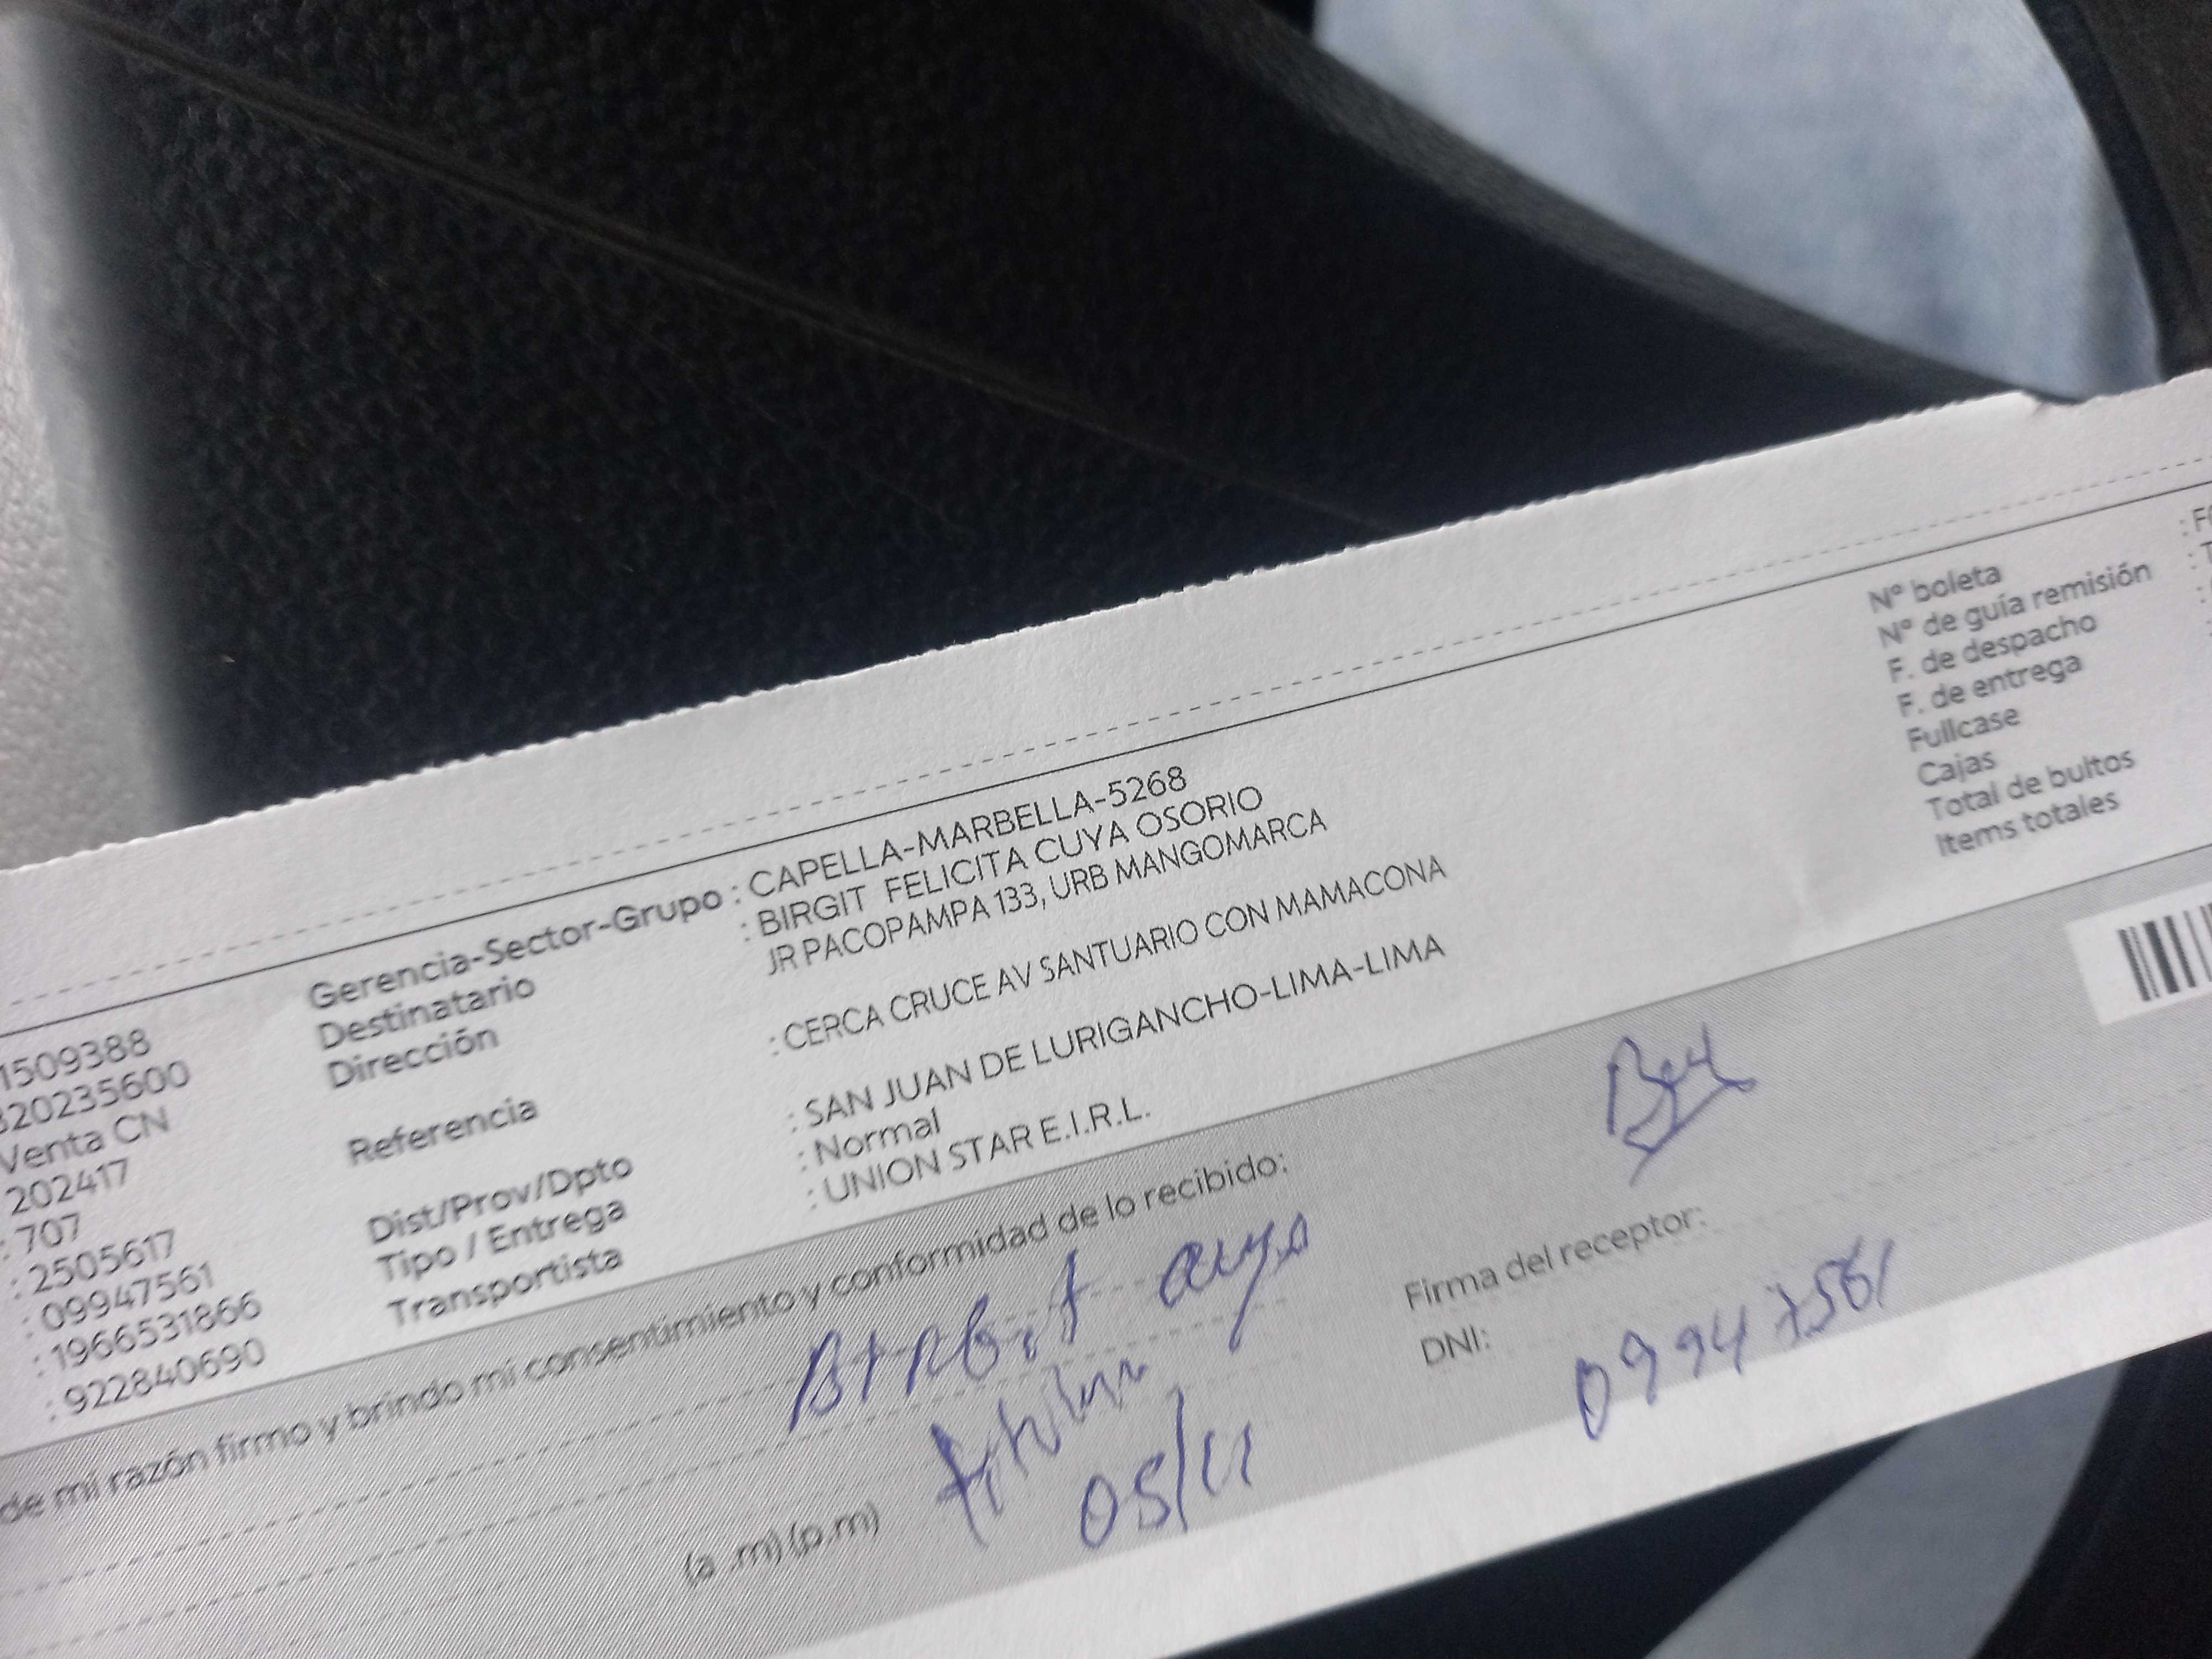 1509388
320235600
Venta CN
202417
: 707
: 2505617
: 09947561
: 1966531866
: 922840690
Gerencia-Sector-Grupo : CAPELLA-MARBELLA-5268
Destinatario : BIRGIT FELICITA CUYA OSORIO
Dirección JR PACOPAMPA 133, URB MANGOMARCA
Referencia : CERCA CRUCE AV SANTUARIO CON MAMACONA
Dist/Prov/Dpto : SAN JUAN DE LURIGANCHO-LIMA-LIMA
Tipo / Entrega : Normal
Transportista : UNION STAR E.I.R.L.
Nº boleta
Nº de guía remisión
F. de despacho
F. de entrega
Fullcase
Cajas
Total de bultos
Items totales
de mi razón firmo y brindo mi consentimiento y conformidad de lo recibido:
cuya
(a .m) (p.m)
05/11
Firma del receptor:
DNI: 09947561